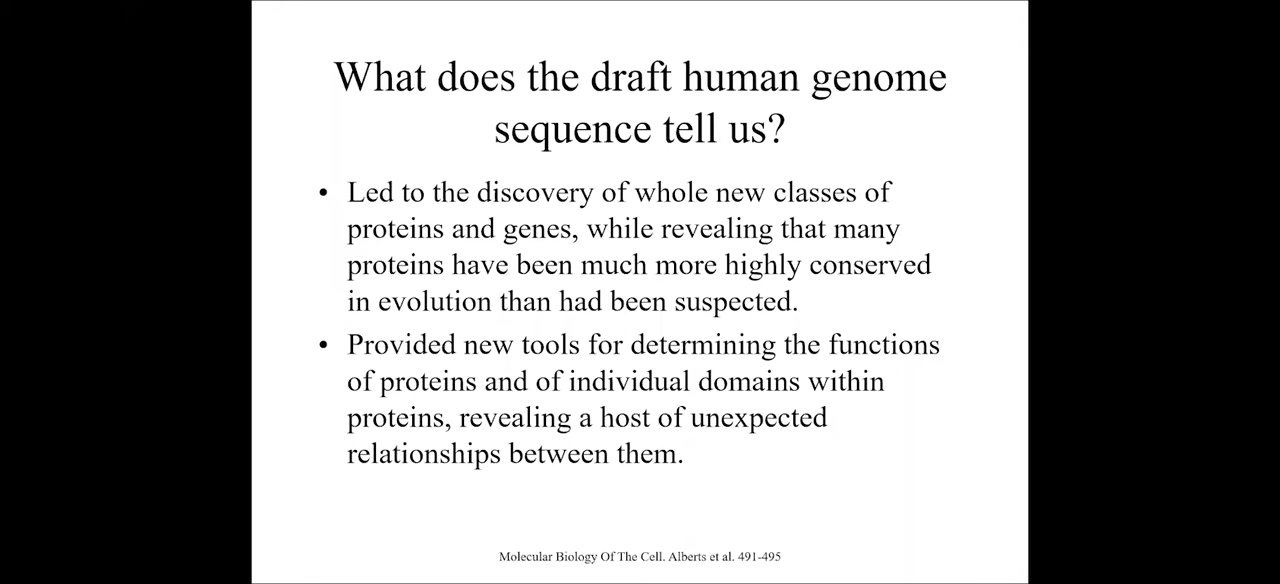 What does the draft human genome
sequence tell us?
• Led to the discovery of whole new classes of
proteins and genes, while revealing that many
proteins have been much more highly conserved
in evolution than had been suspected.
• Provided new tools for determining the functions
of proteins and of individual domains within
proteins, revealing a host of unexpected
relationships between them.
Molecular Biology Of The Cell. Alberts et al. 491-495